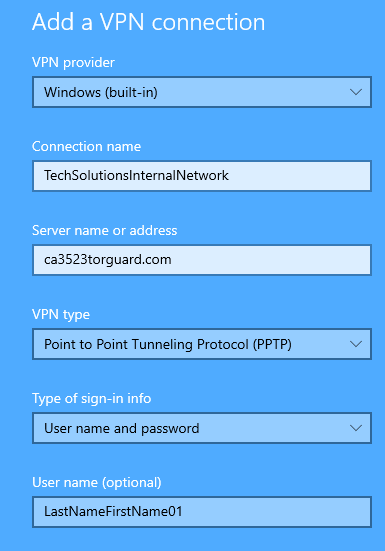 Add a VPN connection
VPN provider
Windows (built-in)
Connection name
TechSolutionsInternalNetwork
Server name or address
ca3523torguard.com
VPN type
Point to Point Tunneling Protocol (PPTP)
Type of sign-in info
User name and password
User name (optional)
LastNameFirstName01